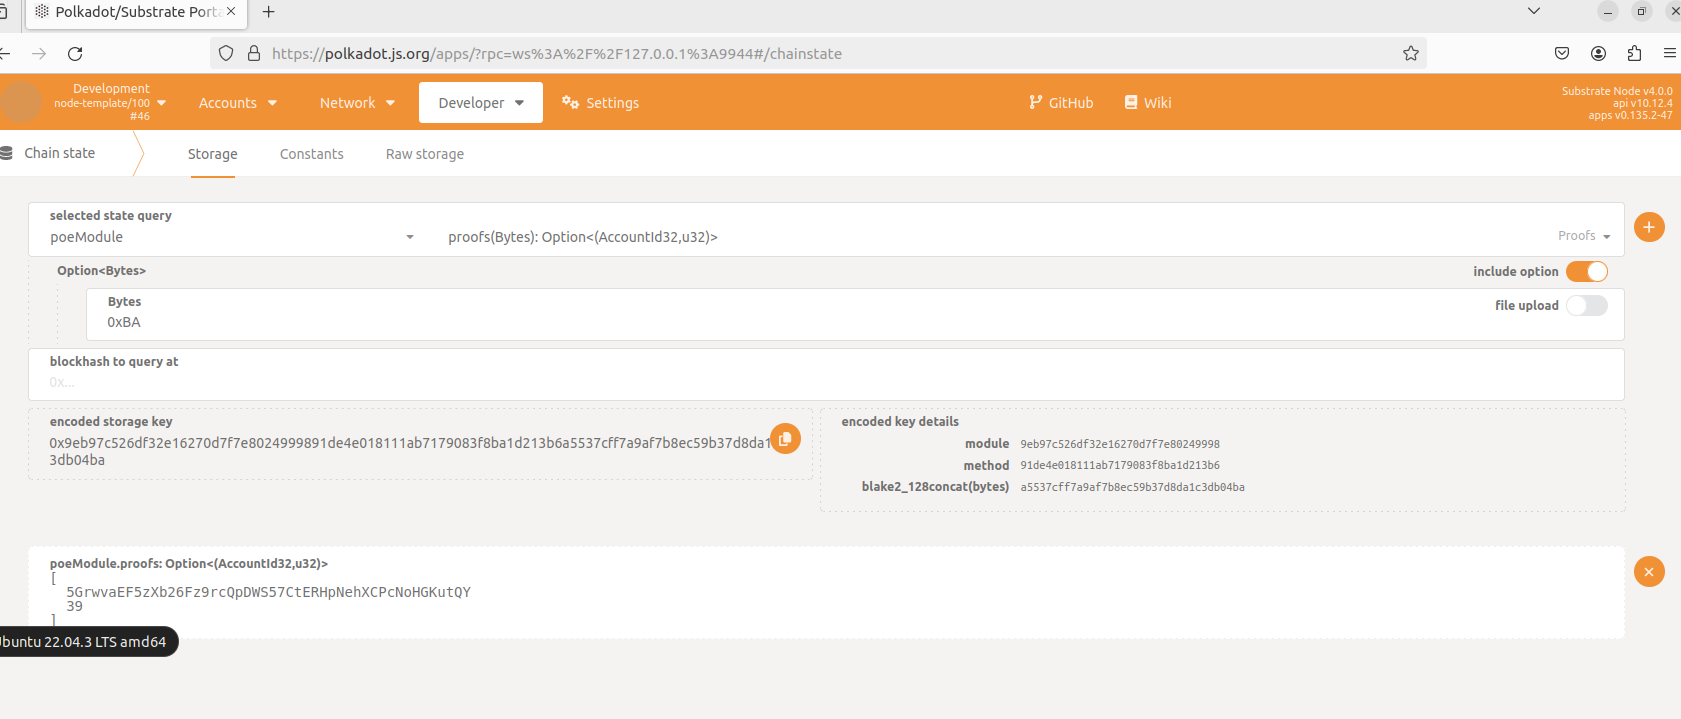 Polkadot/Substrate Porta
https://polkadot.js.org/apps/?rpc=ws%3A%2F%2F127.0.0.1%3A9944#/chainstate
Development
node-template/100
#46
Accounts
Network
Developer
Settings
GitHub
Wiki
Substrate Node v4.0.0
api v10.12.4
apps v0.135.2-47
Chain state
Storage
Constants
Raw storage
selected state query
poeModule
proofs(Bytes): Option<(AccountId32,u32)>
Proofs
Option<Bytes>
include option
Bytes
0xBA
file upload
blockhash to query at
0x...
encoded storage key
0x9eb97c526df32e16270d7f7e8024999891de4e018111ab7179083f8ba1d213b6a5537cff7a9af7b8ec59b37d8da1
3db04ba
encoded key details
module 9eb97c526df32e16270d7f7e80249998
method 91de4e018111ab7179083f8ba1d213b6
blake2_128concat(bytes) a5537cff7a9af7b8ec59b37d8da1c3db04ba
poeModule.proofs: Option<(AccountId32,u32)>
[
5GrwvaEF5zXb26Fz9rcQpDWS57CtERHpNehXCPcNoHGKutQY
39
]
Ubuntu 22.04.3 LTS amd64